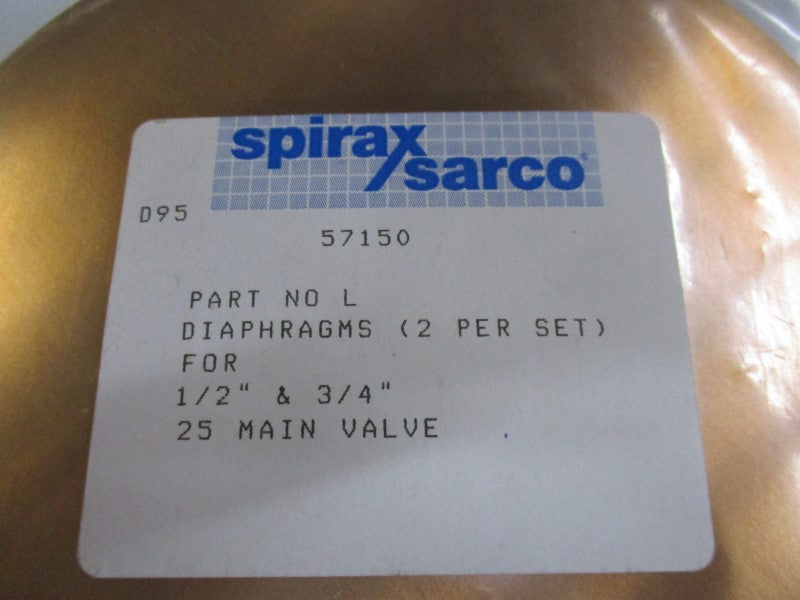 spirax
sarco®
D95
57150
PART NO L
DIAPHRAGMS (2 PER SET)
FOR
1/2" & 3/4"
25 MAIN VALVE